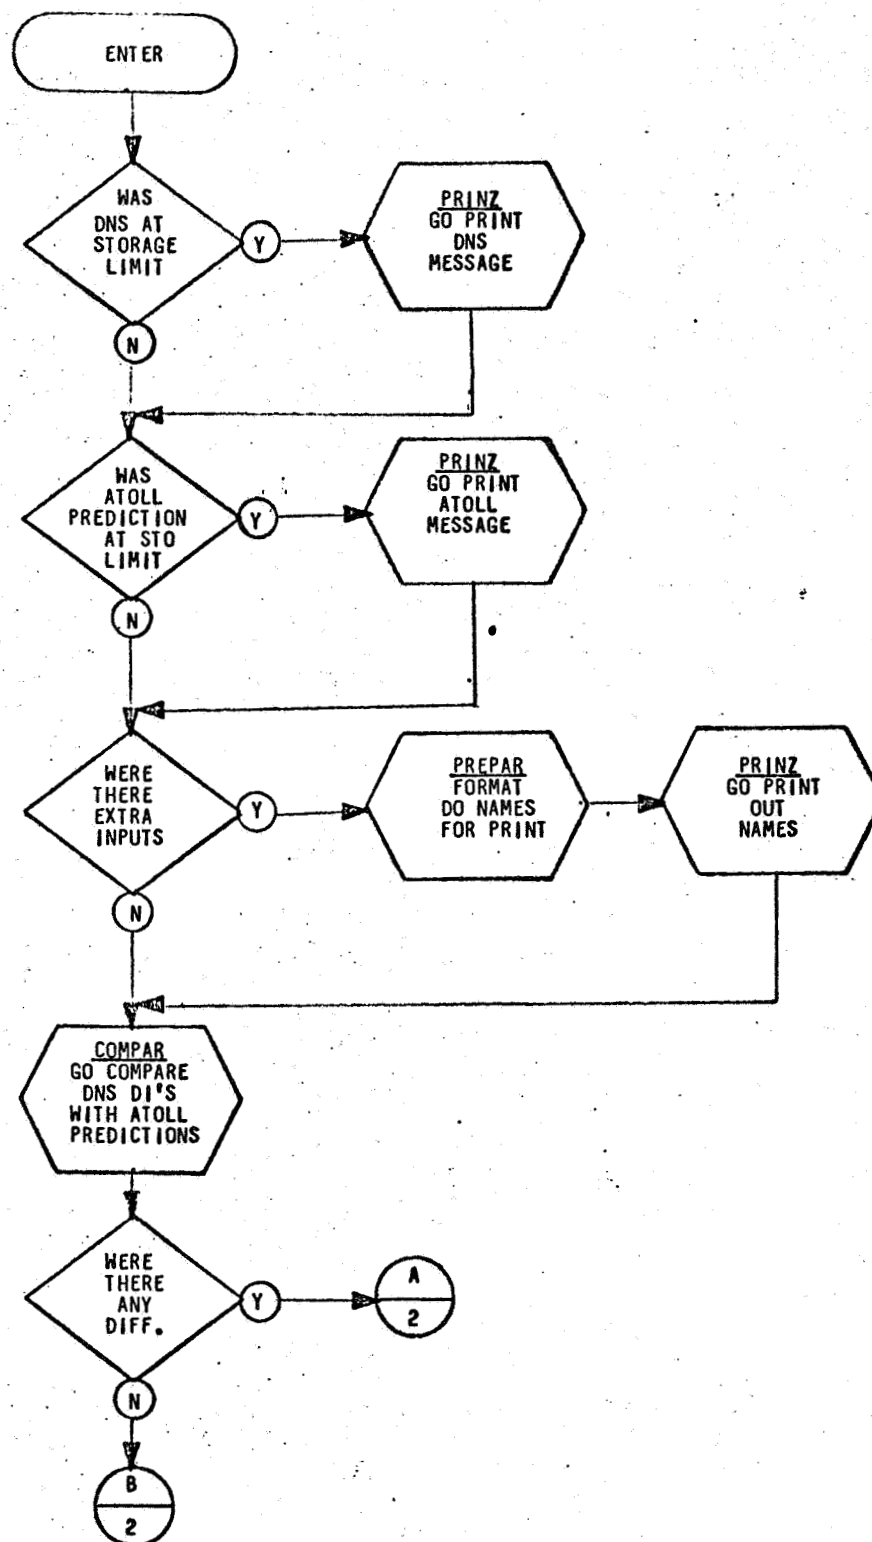 ENTER
WAS
DNS AT
STORAGE
LIMIT
Y
PRINZ
GO PRINT
DNS
MESSAGE
N
WAS
ATOLL
PREDICTION
AT STO
LIMIT
Y
PRINZ
GO PRINT
ATOLL
MESSAGE
N
WERE
THERE
EXTRA
INPUTS
Y
PREPAR
FORMAT
DO NAMES
FOR PRINT
PRINZ
GO PRINT
OUT
NAMES
N
COMPAR
GO COMPARE
DNS DI'S
WITH ATOLL
PREDICTIONS
WERE
THERE
ANY
DIFF.
Y
A
2
N
B
2